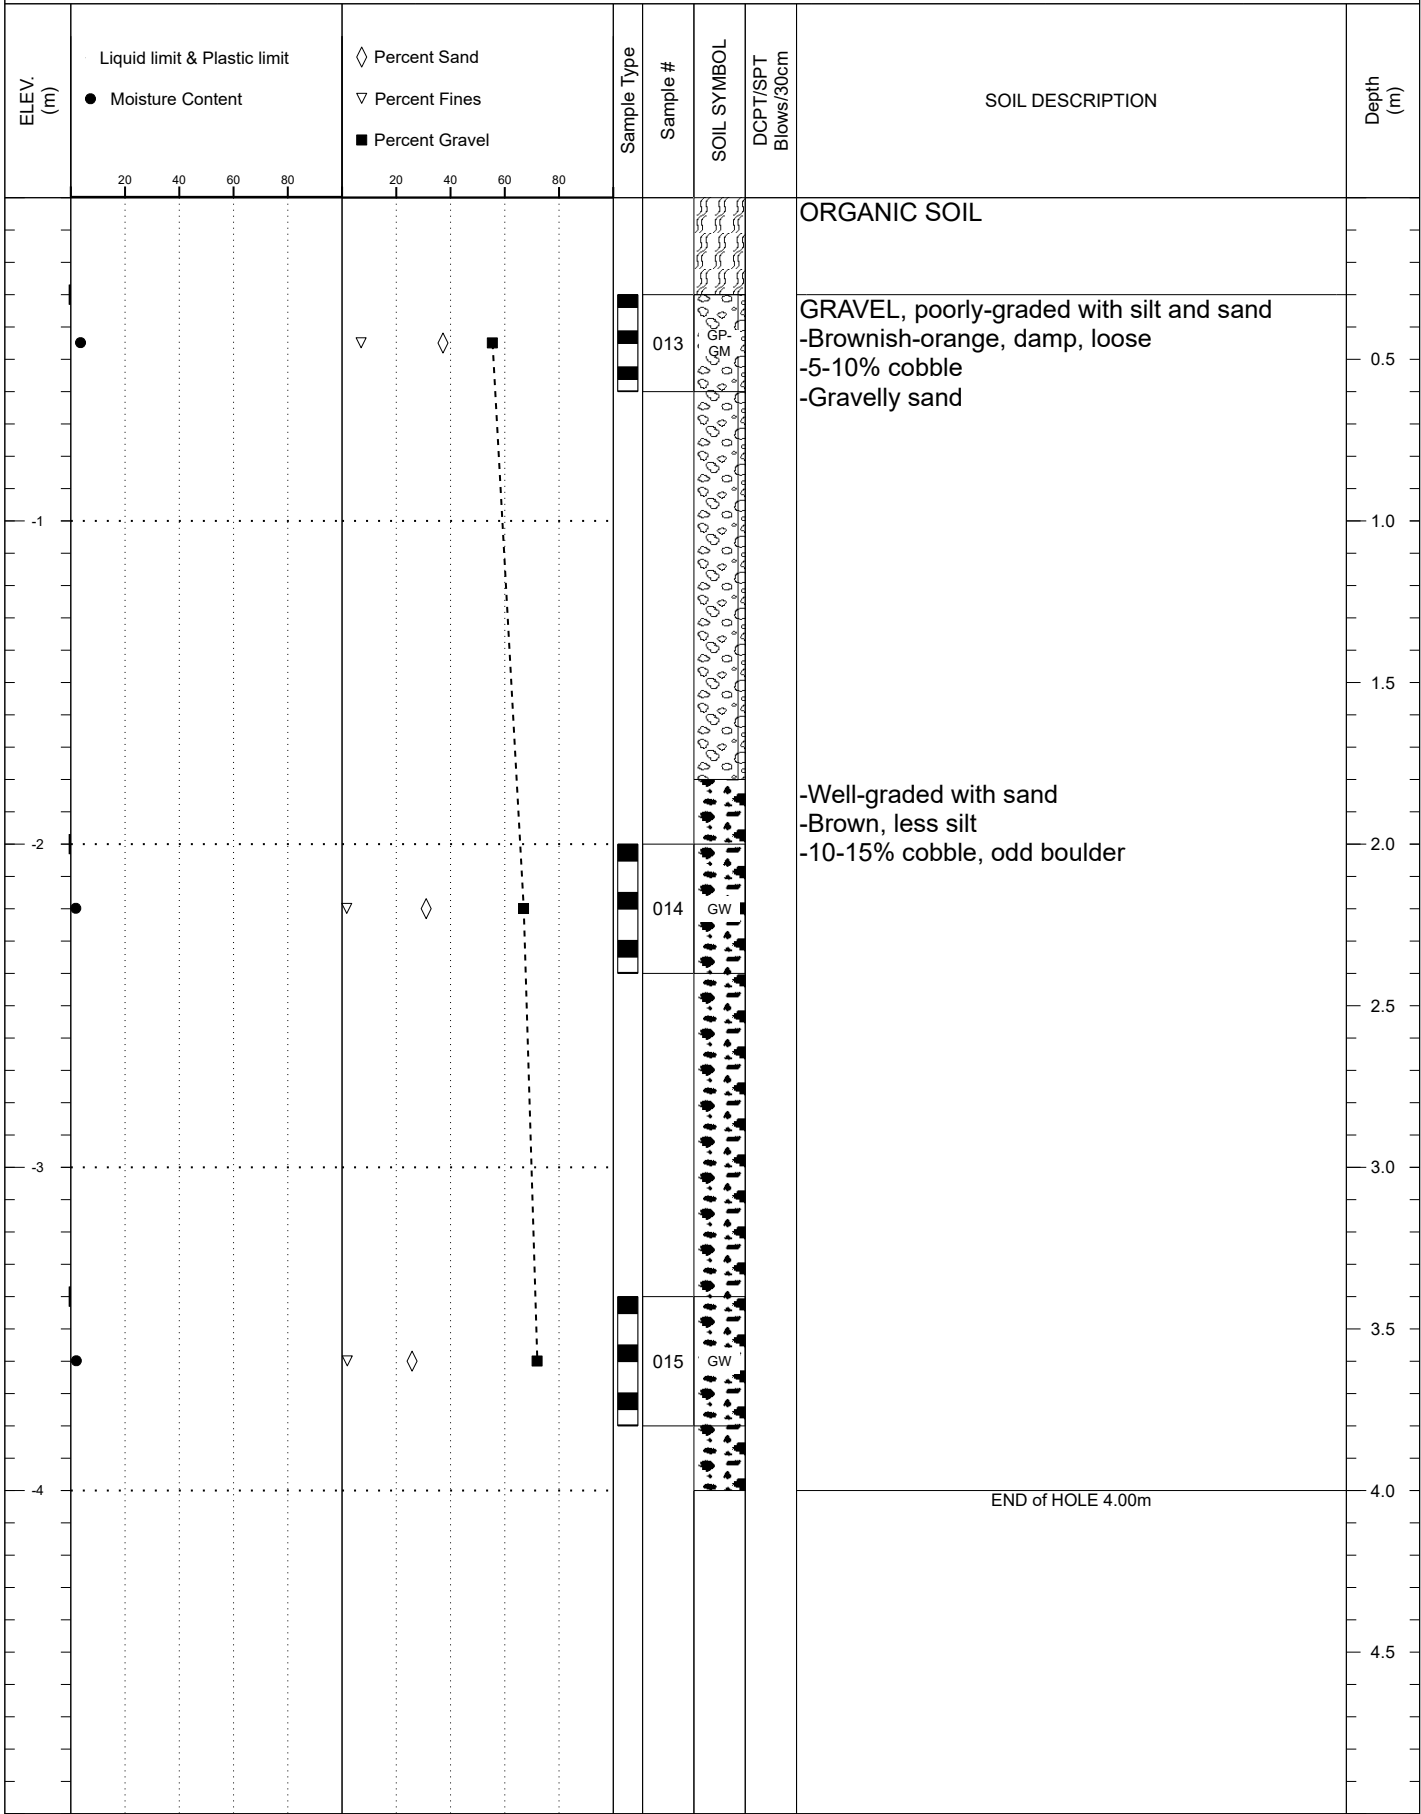 ELEV.
(m)
Liquid limit & Plastic limit
Moisture Content
Percent Sand
Percent Fines
Percent Gravel
Sample Type
Sample #
SOIL SYMBOL
DCPT/SPT
Blows/30cm
SOIL DESCRIPTION
Depth
(m)
20 40 60 80
20 40 60 80
ORGANIC SOIL
GRAVEL, poorly-graded with silt and sand
-Brownish-orange, damp, loose
-5-10% cobble
-Gravelly sand
013
GP-
GM
0.5
-1
1.0
1.5
-Well-graded with sand
-Brown, less silt
-10-15% cobble, odd boulder
-2
2.0
014
GW
2.5
-3
3.0
3.5
015
GW
-4
4.0
END of HOLE 4.00m
4.5